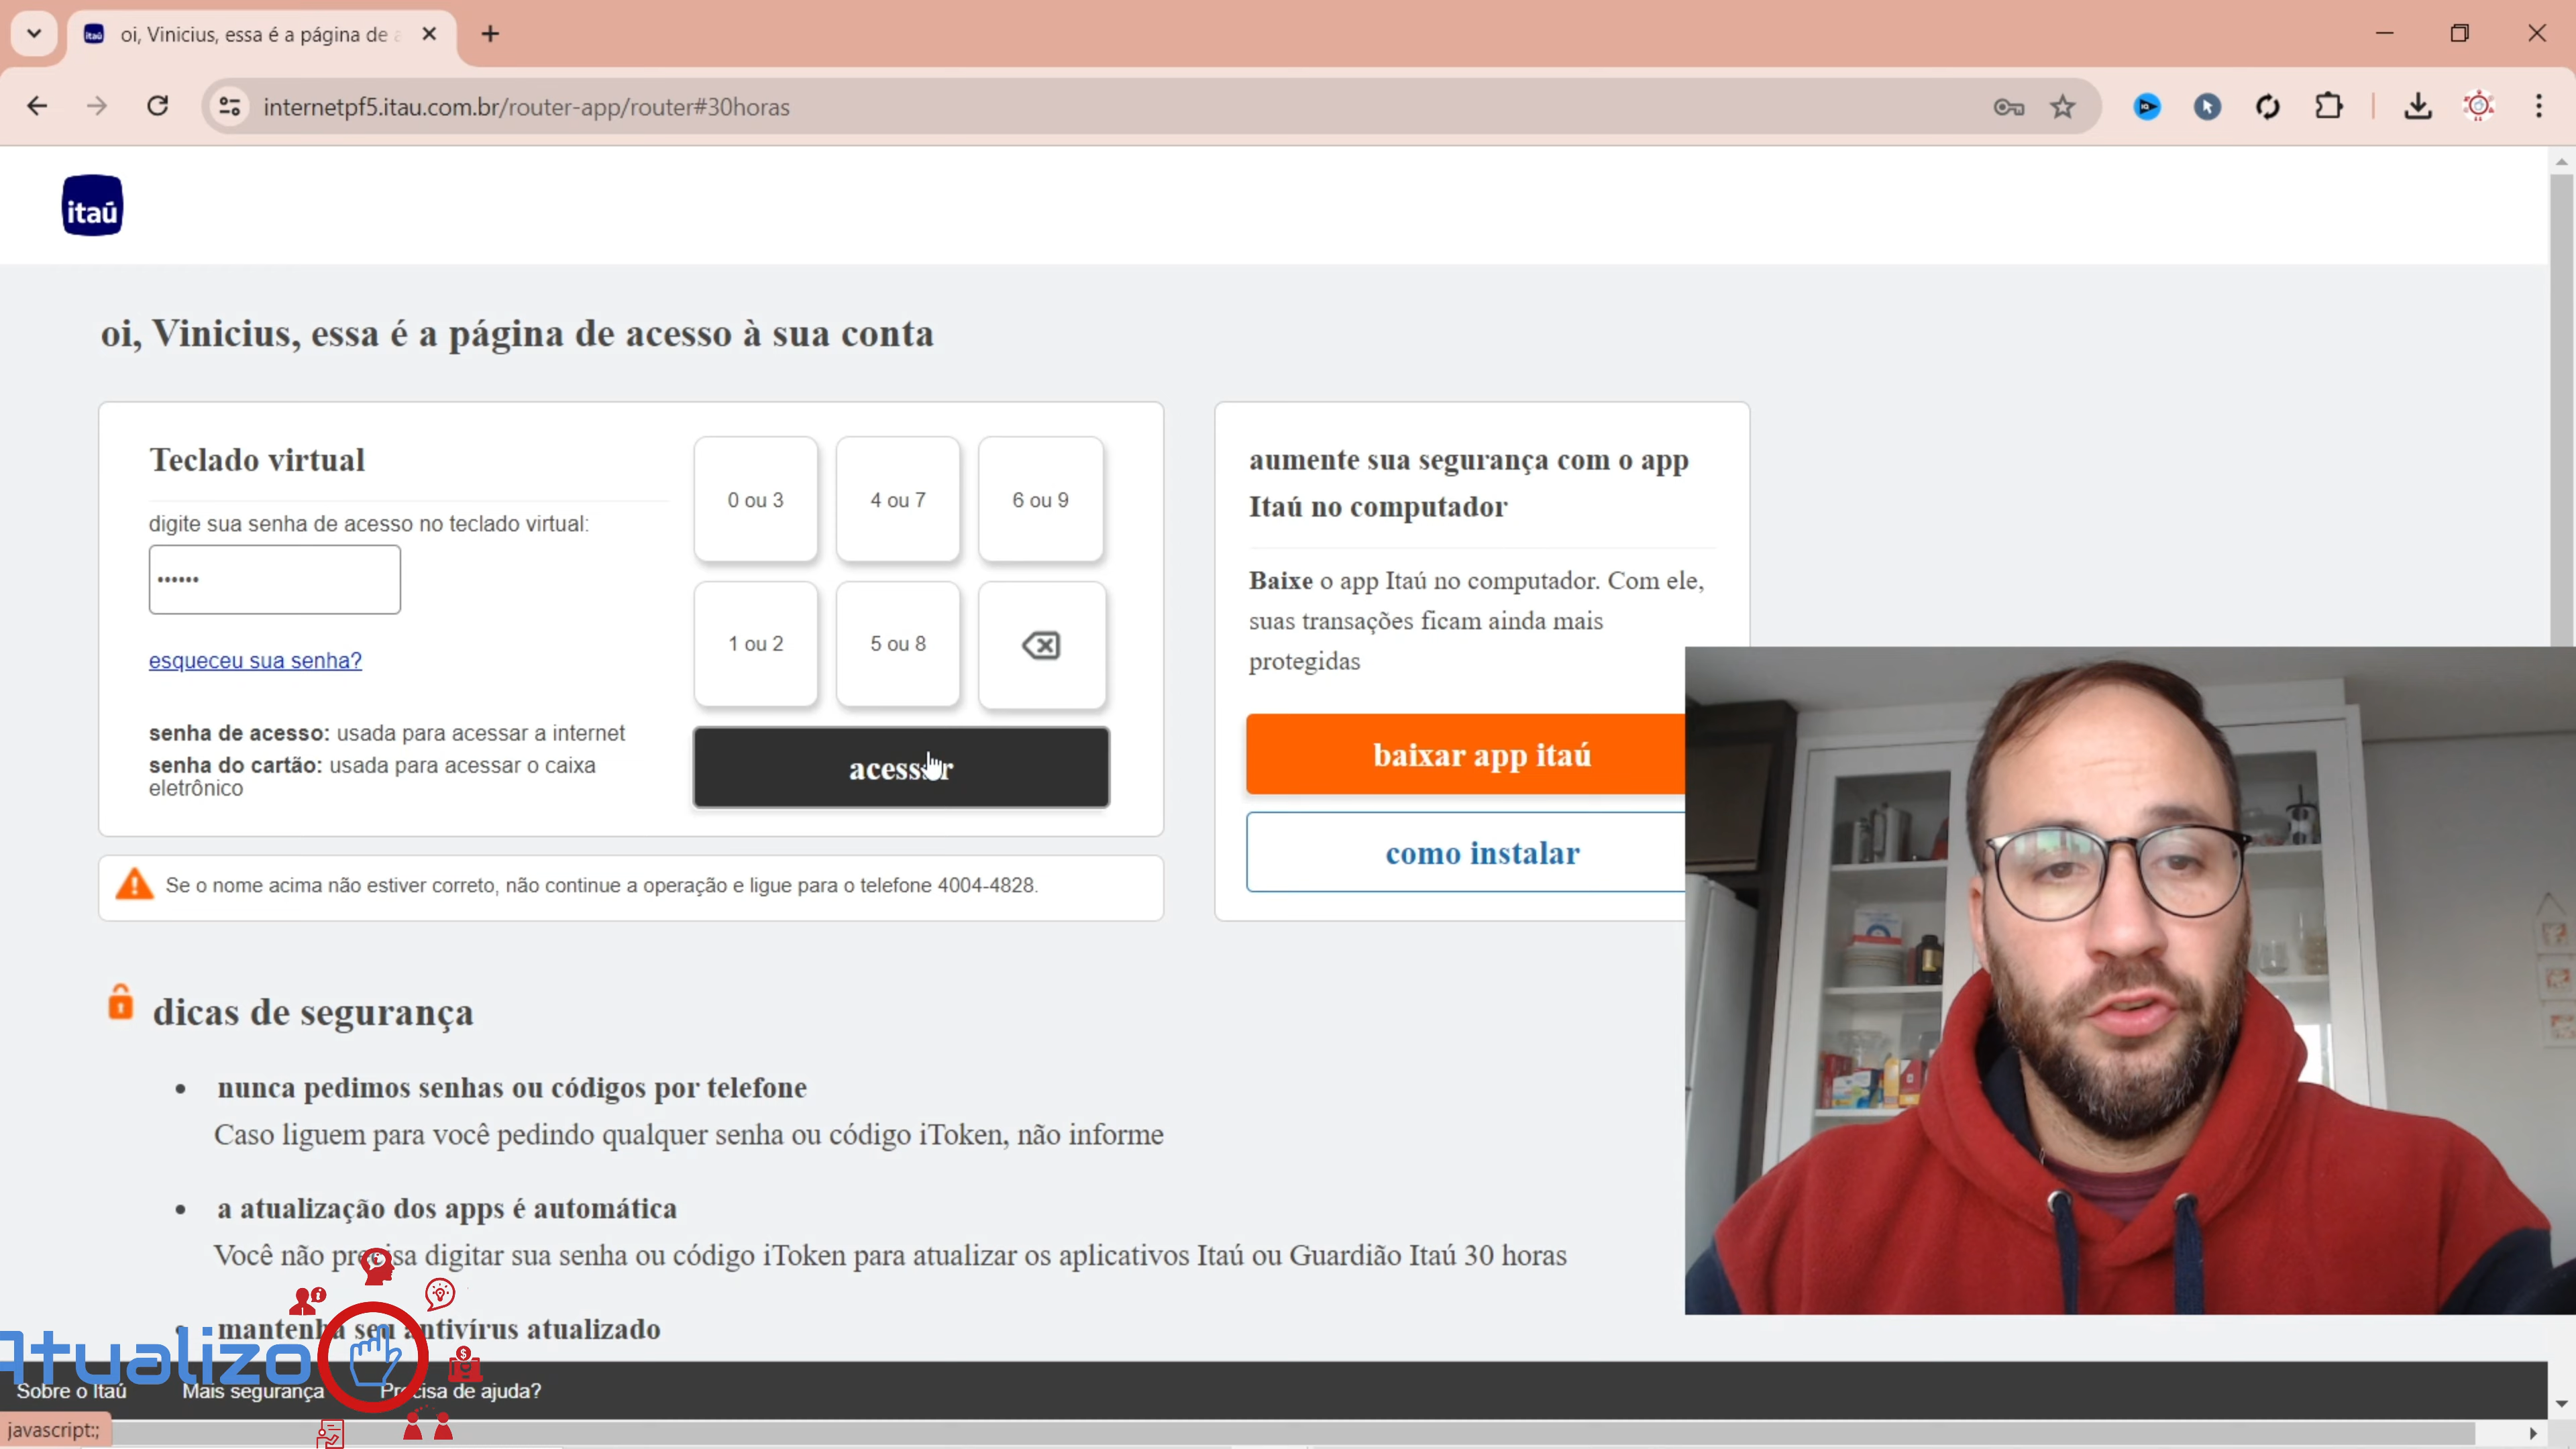 oi, Vinicius, essa é a página de a
internetpf5.itau.com.br/router-app/router#30horas
itaú
oi, Vinicius, essa é a página de acesso à sua conta
Teclado virtual
digite sua senha de acesso no teclado virtual:
••••••
esqueceu sua senha?
senha de acesso: usada para acessar a internet
senha do cartão: usada para acessar o caixa
eletrônico
0 ou 3
4 ou 7
6 ou 9
1 ou 2
5 ou 8
acessar
aumente sua segurança com o app
Itaú no computador
Baixe o app Itaú no computador. Com ele,
suas transações ficam ainda mais
protegidas
baixar app itaú
como instalar
Se o nome acima não estiver correto, não continue a operação e ligue para o telefone 4004-4828.
dicas de segurança
nunca pedimos senhas ou códigos por telefone
Caso liguem para você pedindo qualquer senha ou código iToken, não informe
a atualização dos apps é automática
Você não precisa digitar sua senha ou código iToken para atualizar os aplicativos Itaú ou Guardião Itaú 30 horas
mantenha seu antivírus atualizado
Atualizo
Sobre o Itaú
Mais segurança
Precisa de ajuda?
javascript:;